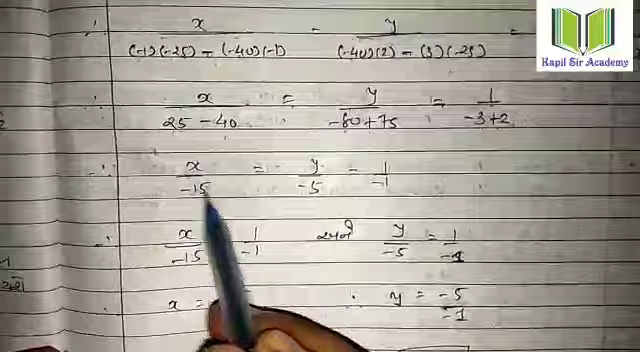 ∴ x/((-1)(-25) - (-40)(-1)) = y/((-40)(2) - (3)(-25)) =
Kapil Sir Academy
∴ x/(25 - 40) = y/(-80 + 75) = 1/(-3 + 2)
∴ x/-15 = y/-5 = 1/-1
∴ x/-15 1/-1 અને y/-5 = 1/-1
x = ∴ y = -5/-1